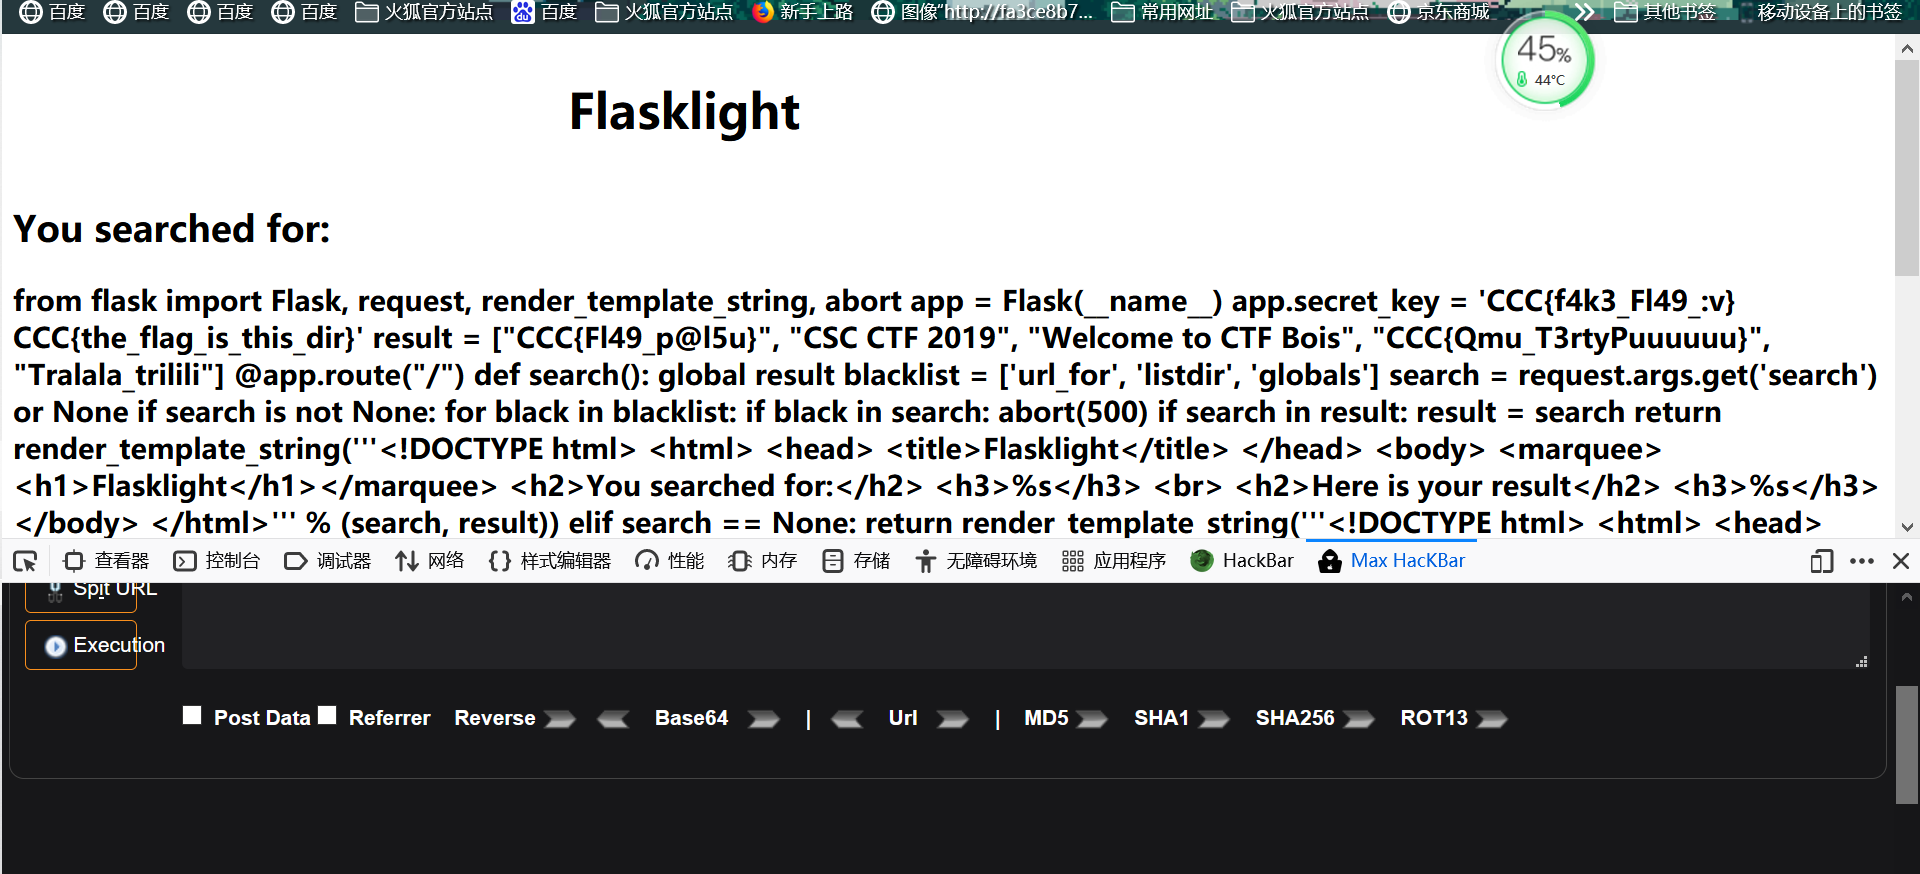 百度 百度 百度 百度 火狐官方站点 百度 火狐官方站点 新手上路 图像"http://fa3ce8b7... 常用网址 火狐官方站点 京东商城 其他书签 移动设备上的书签
45%
44°C
Flasklight
You searched for:
from flask import Flask, request, render_template_string, abort app = Flask(__name__) app.secret_key = 'CCC{f4k3_Fl49_:v}
CCC{the_flag_is_this_dir}' result = ["CCC{Fl49_p@l5u}", "CSC CTF 2019", "Welcome to CTF Bois", "CCC{Qmu_T3rtyPuuuuuu}",
"Tralala_trilili"] @app.route("/") def search(): global result blacklist = ['url_for', 'listdir', 'globals'] search = request.args.get('search')
or None if search is not None: for black in blacklist: if black in search: abort(500) if search in result: result = search return
render_template_string('''<!DOCTYPE html> <html> <head> <title>Flasklight</title> </head> <body> <marquee>
<h1>Flasklight</h1></marquee> <h2>You searched for:</h2> <h3>%s</h3> <br> <h2>Here is your result</h2> <h3>%s</h3>
</body> </html>''' % (search, result)) elif search == None: return render_template_string('''<!DOCTYPE html> <html> <head>
查看器 控制台 调试器 网络 样式编辑器 性能 内存 存储 无障碍环境 应用程序 HackBar Max HacKBar
Spit URL
Execution
Post Data Referrer Reverse Base64 | Url | MD5 SHA1 SHA256 ROT13